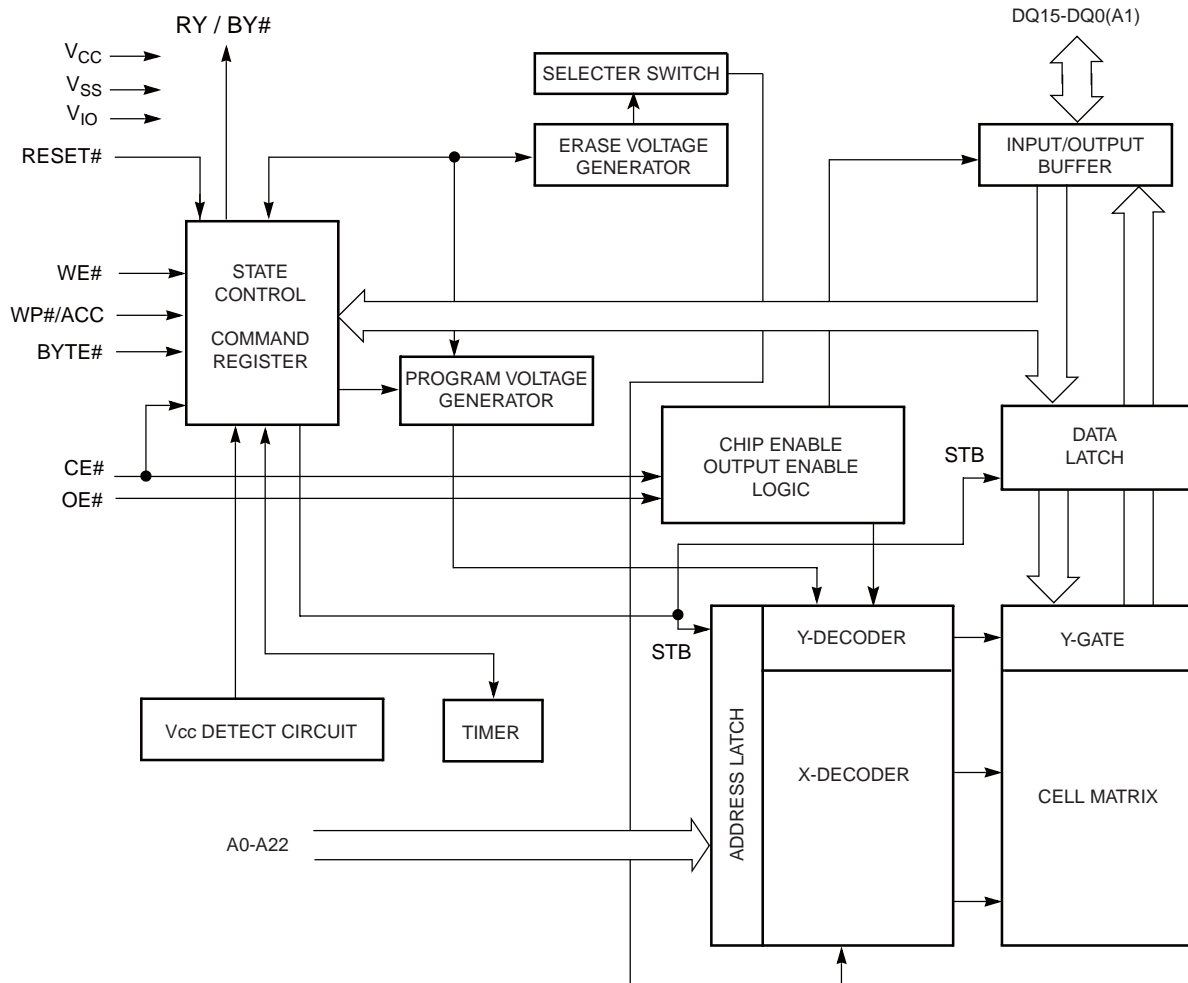 RY / BY#
DQ15-DQ0(A1)
VCC
VSS
VIO
RESET#
SELECTER SWITCH
ERASE VOLTAGE
GENERATOR
INPUT/OUTPUT
BUFFER
WE#
WP#/ACC
BYTE#
STATE
CONTROL
COMMAND
REGISTER
PROGRAM VOLTAGE
GENERATOR
CE#
OE#
CHIP ENABLE
OUTPUT ENABLE
LOGIC
STB
DATA
LATCH
STB
ADDRESS LATCH
Y-DECODER
Y-GATE
Vcc DETECT CIRCUIT
TIMER
X-DECODER
CELL MATRIX
A0-A22